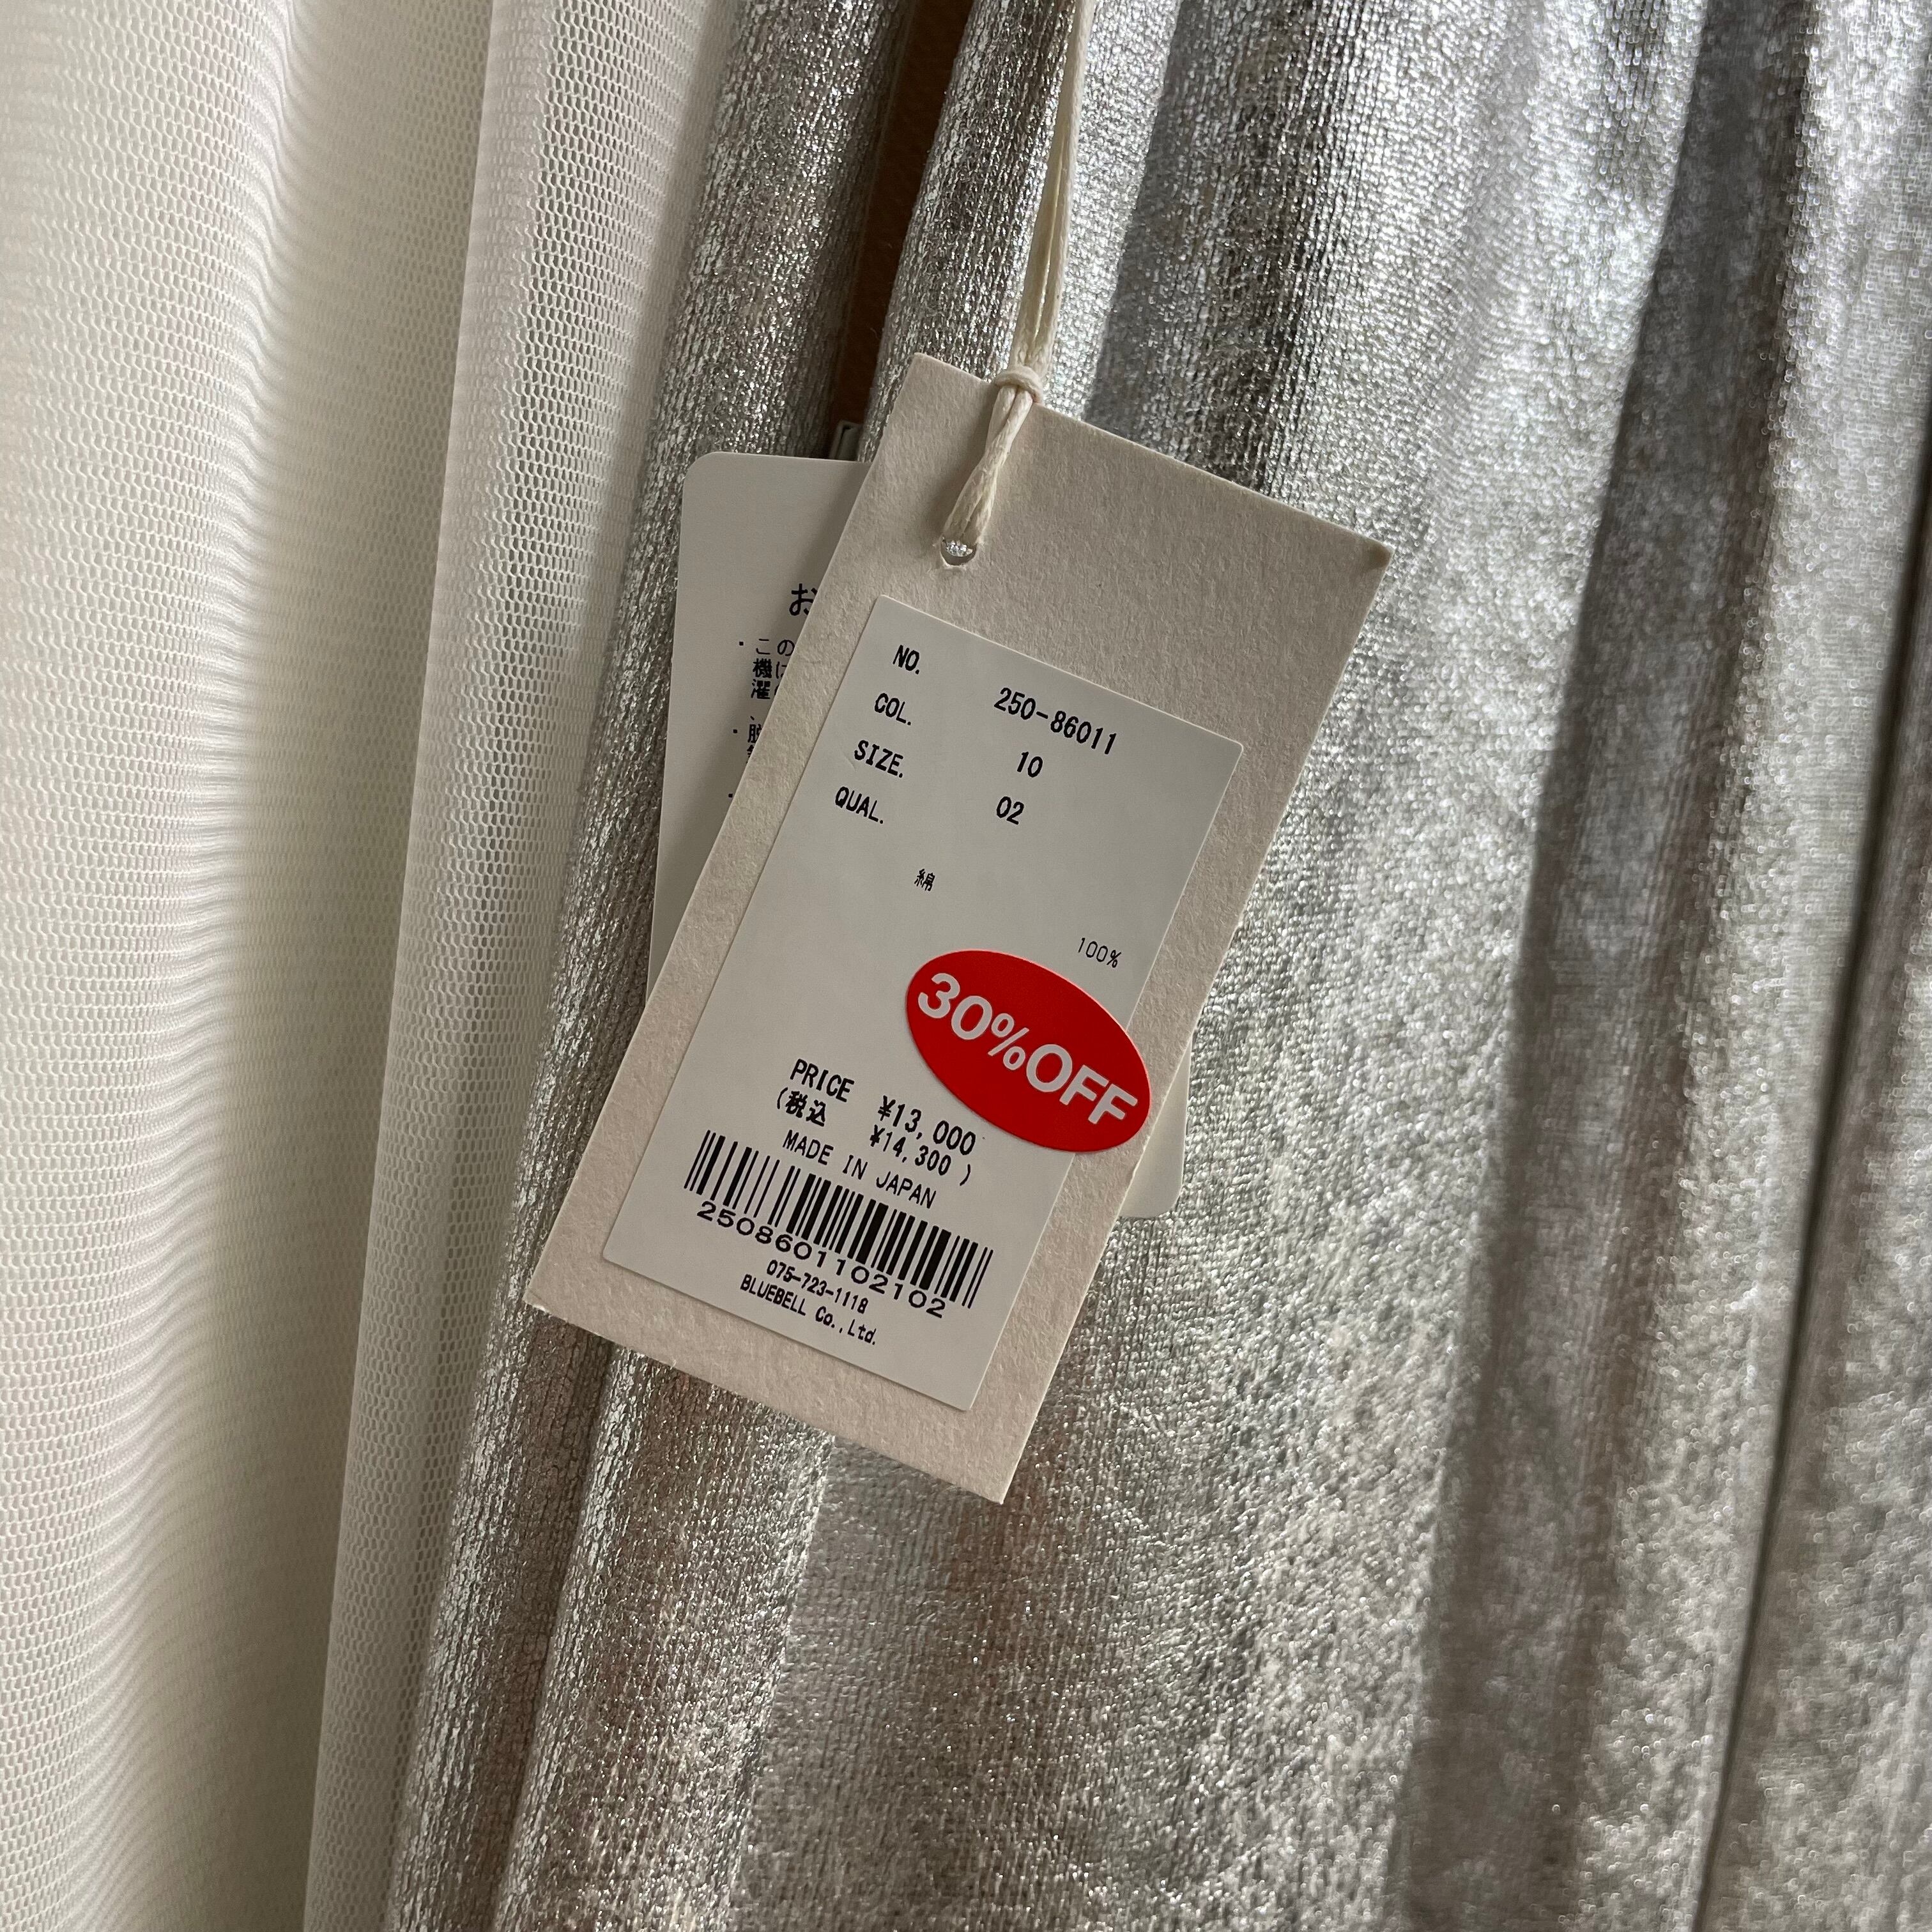 NO. 250-86011
COL. 10
SIZE. 02
QUAL.
綿
100%
30%OFF
PRICE ¥13,000
(税込 ¥14,300 )
MADE IN JAPAN
2508601102102
075-723-1118
BLUEBELL Co.,Ltd.
お
・この
機に
濯
・脱